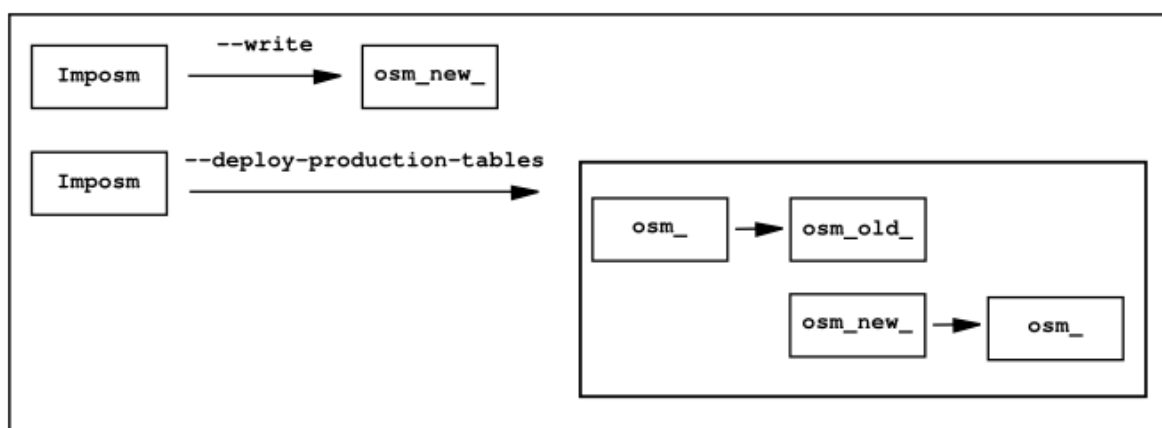 --write
Imposm
osm_new_
--deploy-production-tables
Imposm
osm_
osm_old_
osm_new_
osm_